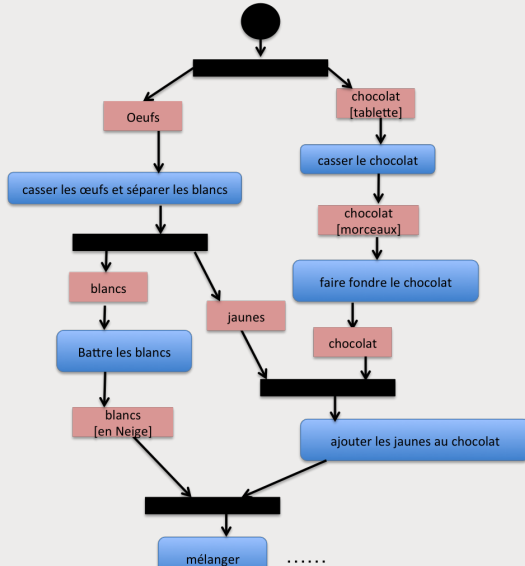 chocolat
[tablette]
Oeufs
casser le chocolat
casser les œufs et séparer les blancs
chocolat
[morceaux]
blancs
faire fondre le chocolat
jaunes
Battre les blancs
chocolat
blancs
[en Neige]
ajouter les jaunes au chocolat
mélanger
......